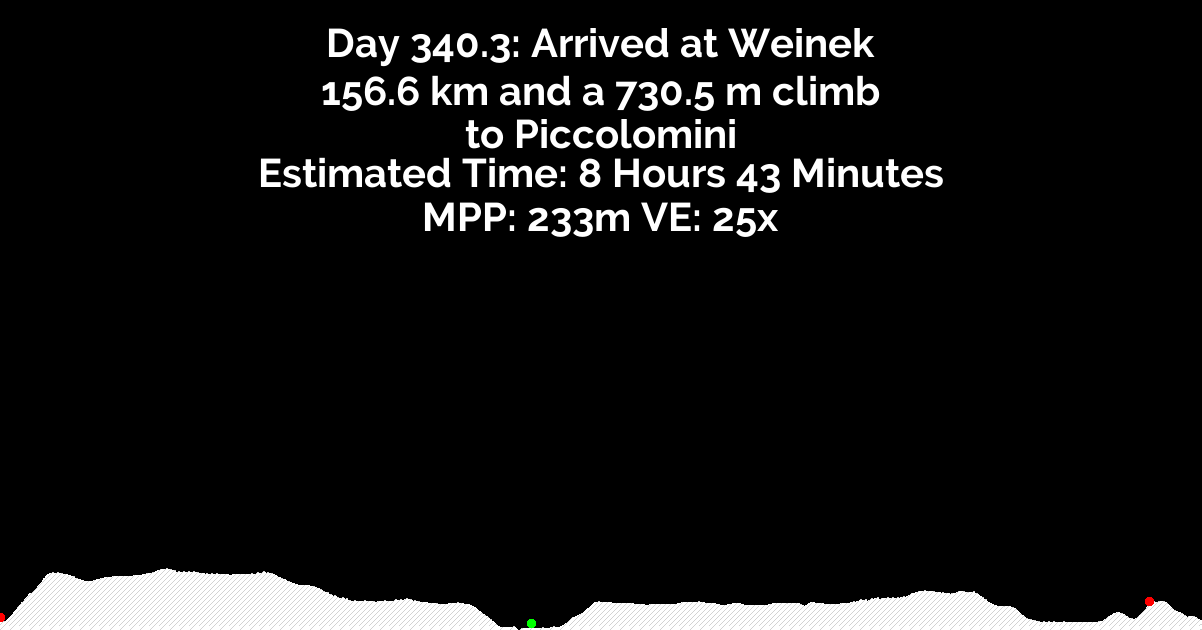 Day 340.3: Arrived at Weinek
156.6 km and a 730.5 m climb
to Piccolomini
Estimated Time: 8 Hours 43 Minutes
MPP: 233m VE: 25x